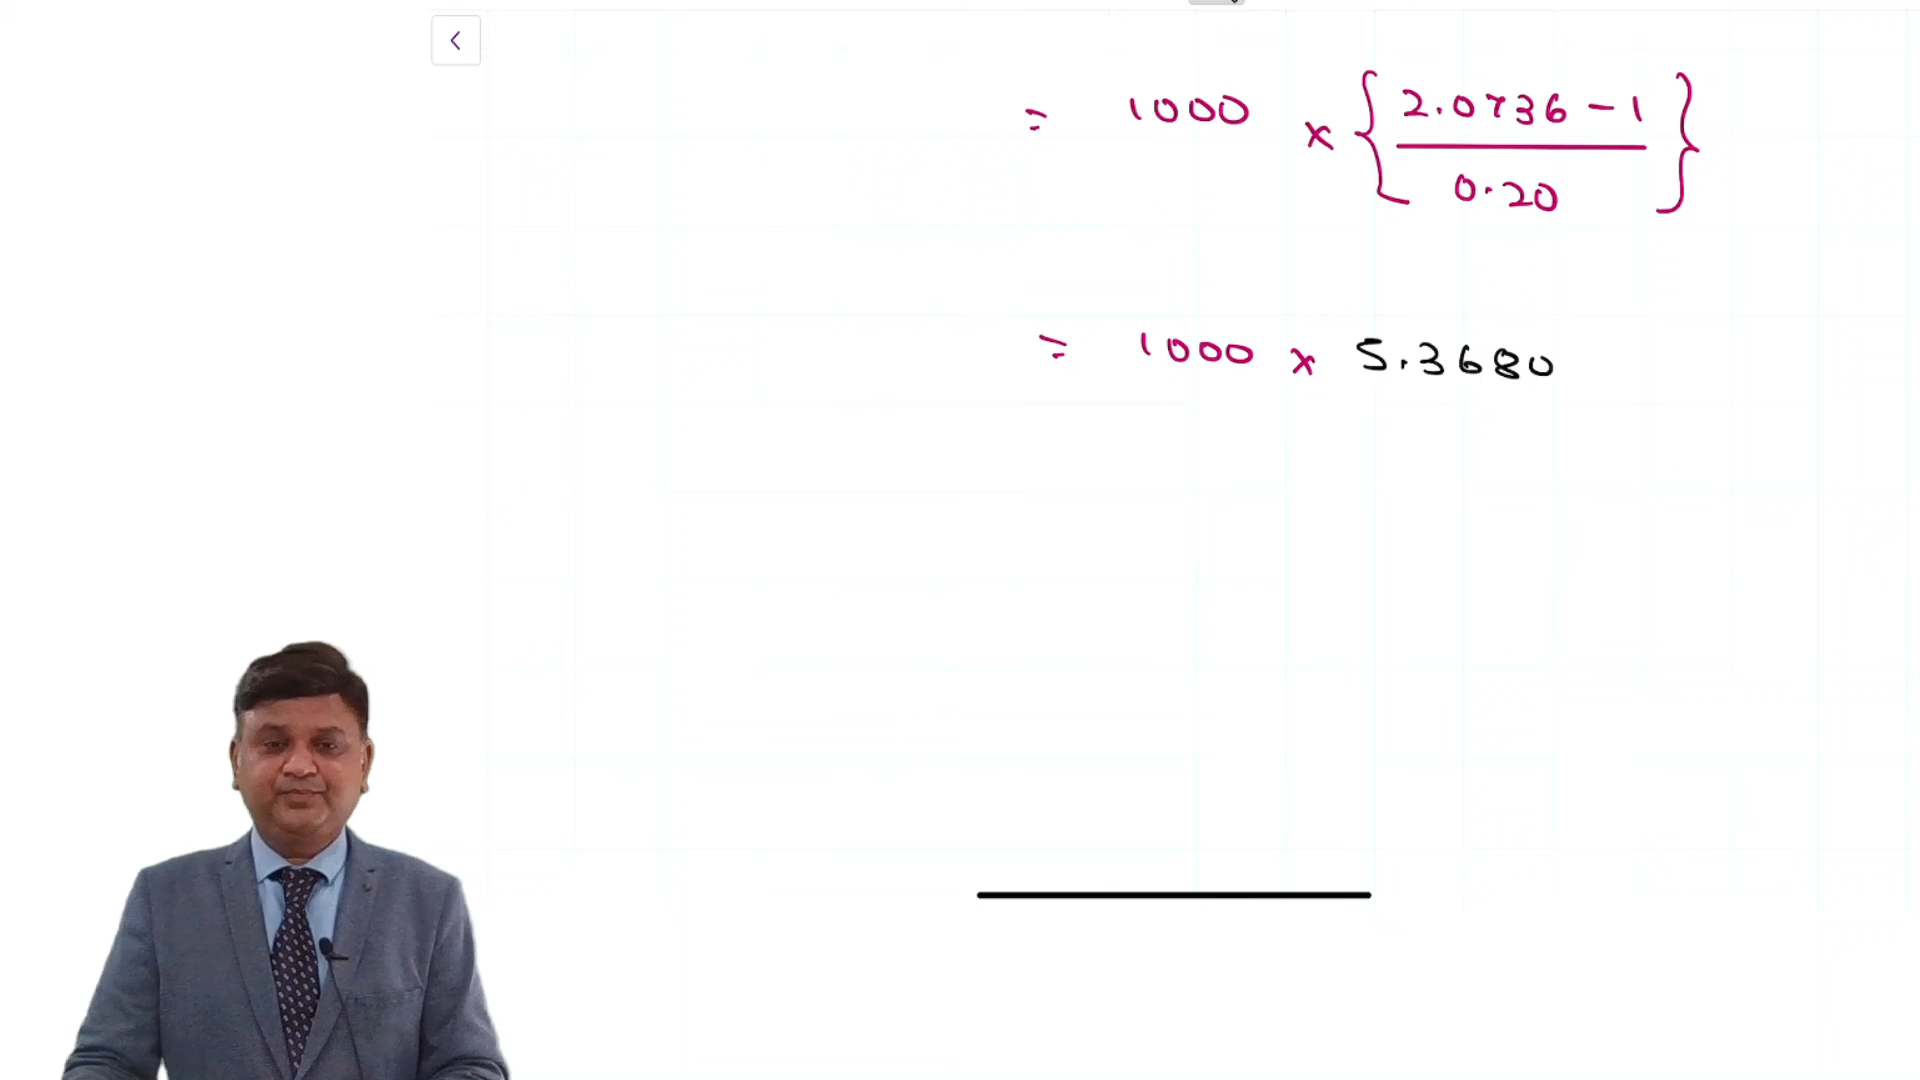 = 1000 × { 2.0736 - 1 / 0.20 }
= 1000 × 5.3680